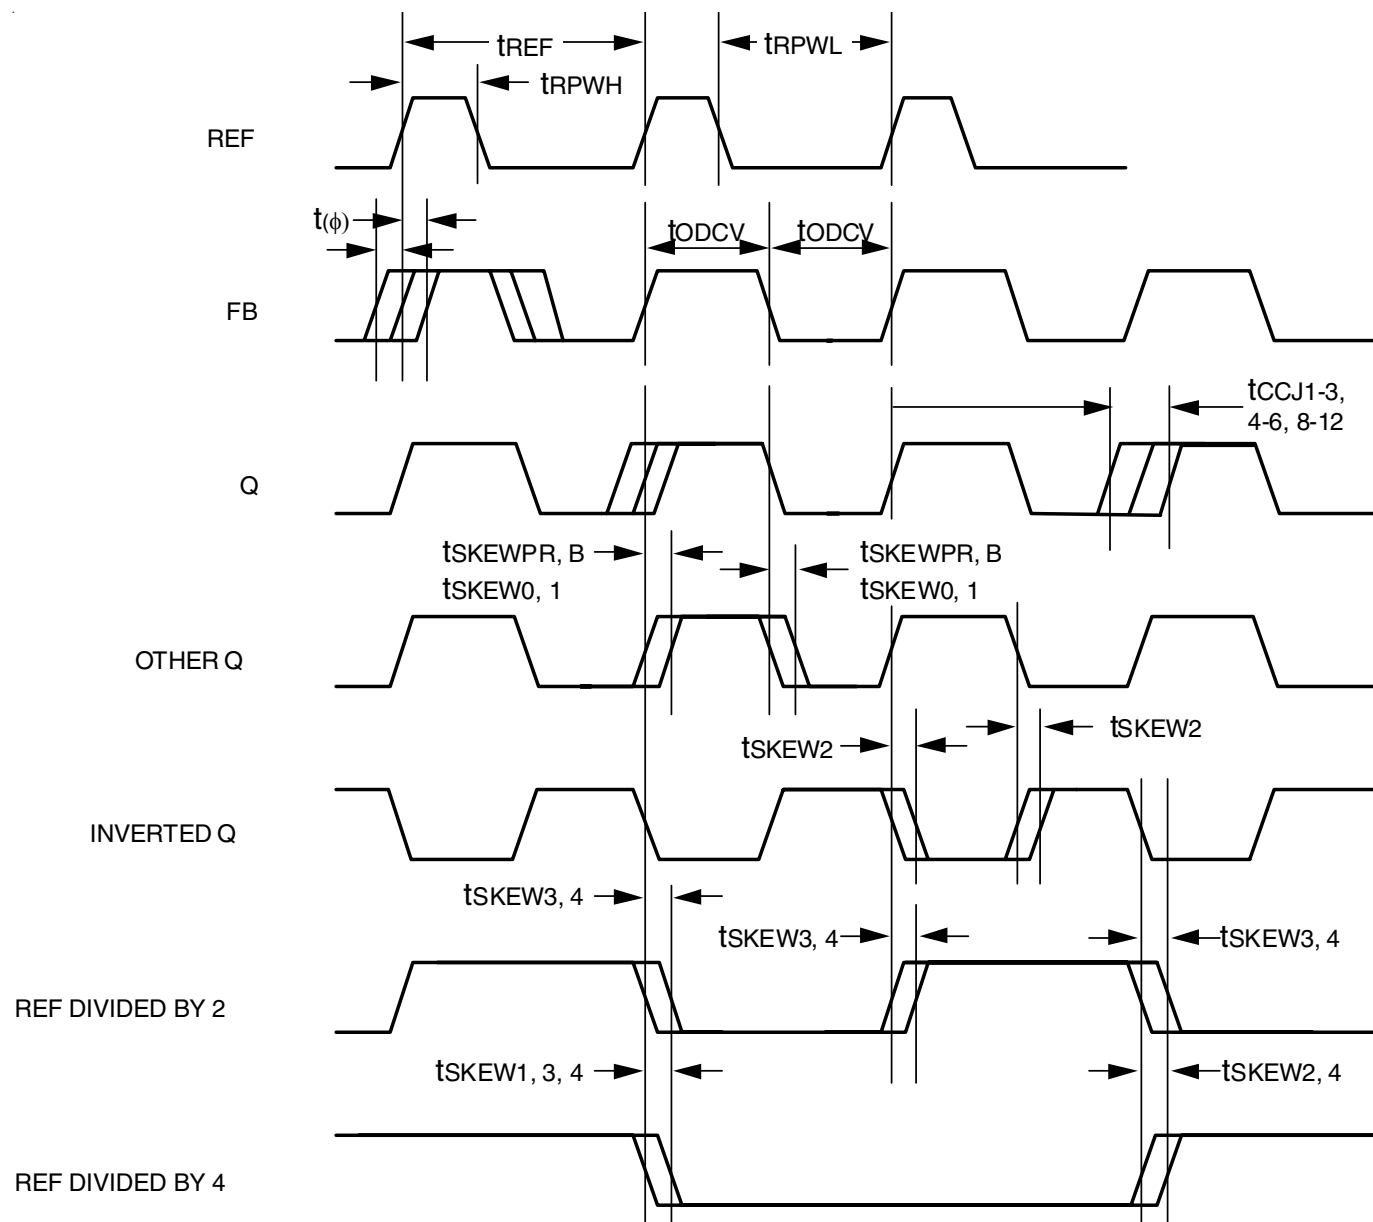 tREF
tRPWL
tRPWH
REF
t(ϕ)
tODCV
tODCV
FB
tCCJ1-3,
4-6, 8-12
Q
tSKEWPR, B
tSKEW0, 1
tSKEWPR, B
tSKEW0, 1
OTHER Q
tSKEW2
tSKEW2
INVERTED Q
tSKEW3, 4
tSKEW3, 4
tSKEW3, 4
REF DIVIDED BY 2
tSKEW1, 3, 4
tSKEW2, 4
REF DIVIDED BY 4